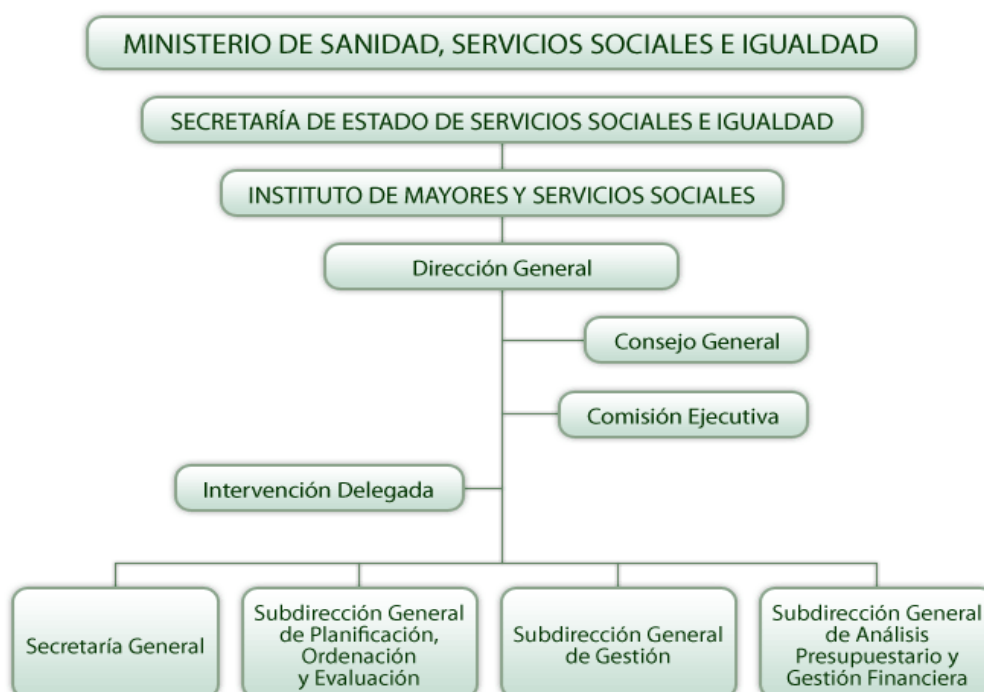 MINISTERIO DE SANIDAD, SERVICIOS SOCIALES E IGUALDAD
SECRETARÍA DE ESTADO DE SERVICIOS SOCIALES E IGUALDAD
INSTITUTO DE MAYORES Y SERVICIOS SOCIALES
Dirección General
Consejo General
Comisión Ejecutiva
Intervención Delegada
Secretaría General
Subdirección General
de Planificación,
Ordenación
y Evaluación
Subdirección General
de Gestión
Subdirección General
de Análisis
Presupuestario y
Gestión Financiera